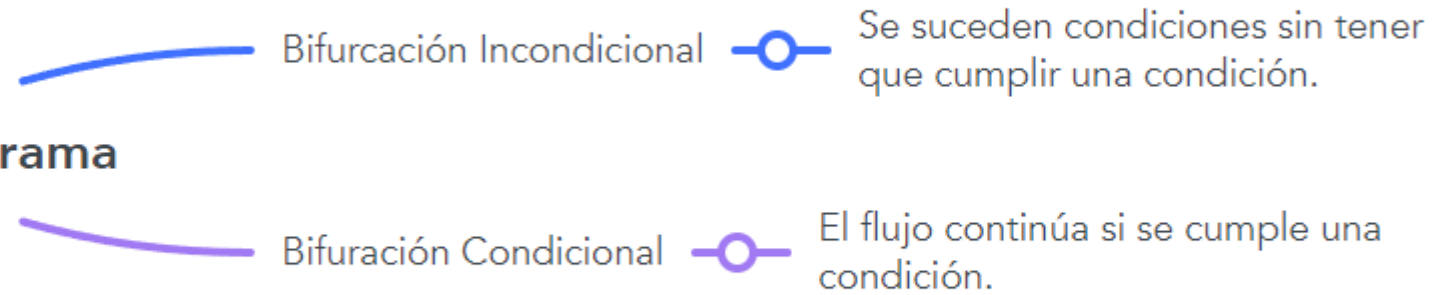 Bifurcación Incondicional
Se suceden condiciones sin tener
que cumplir una condición.
rama
Bifuración Condicional
El flujo continúa si se cumple una
condición.